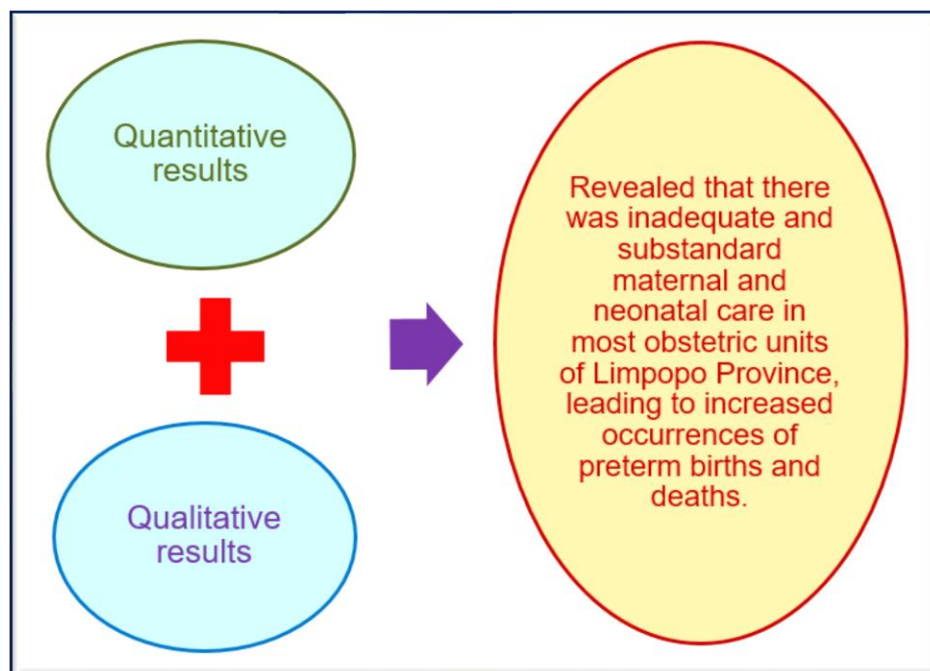 Quantitative
results
Qualitative
results
Revealed that there
was inadequate and
substandard
maternal and
neonatal care in
most obstetric units
of Limpopo Province,
leading to increased
occurrences of
preterm births and
deaths.